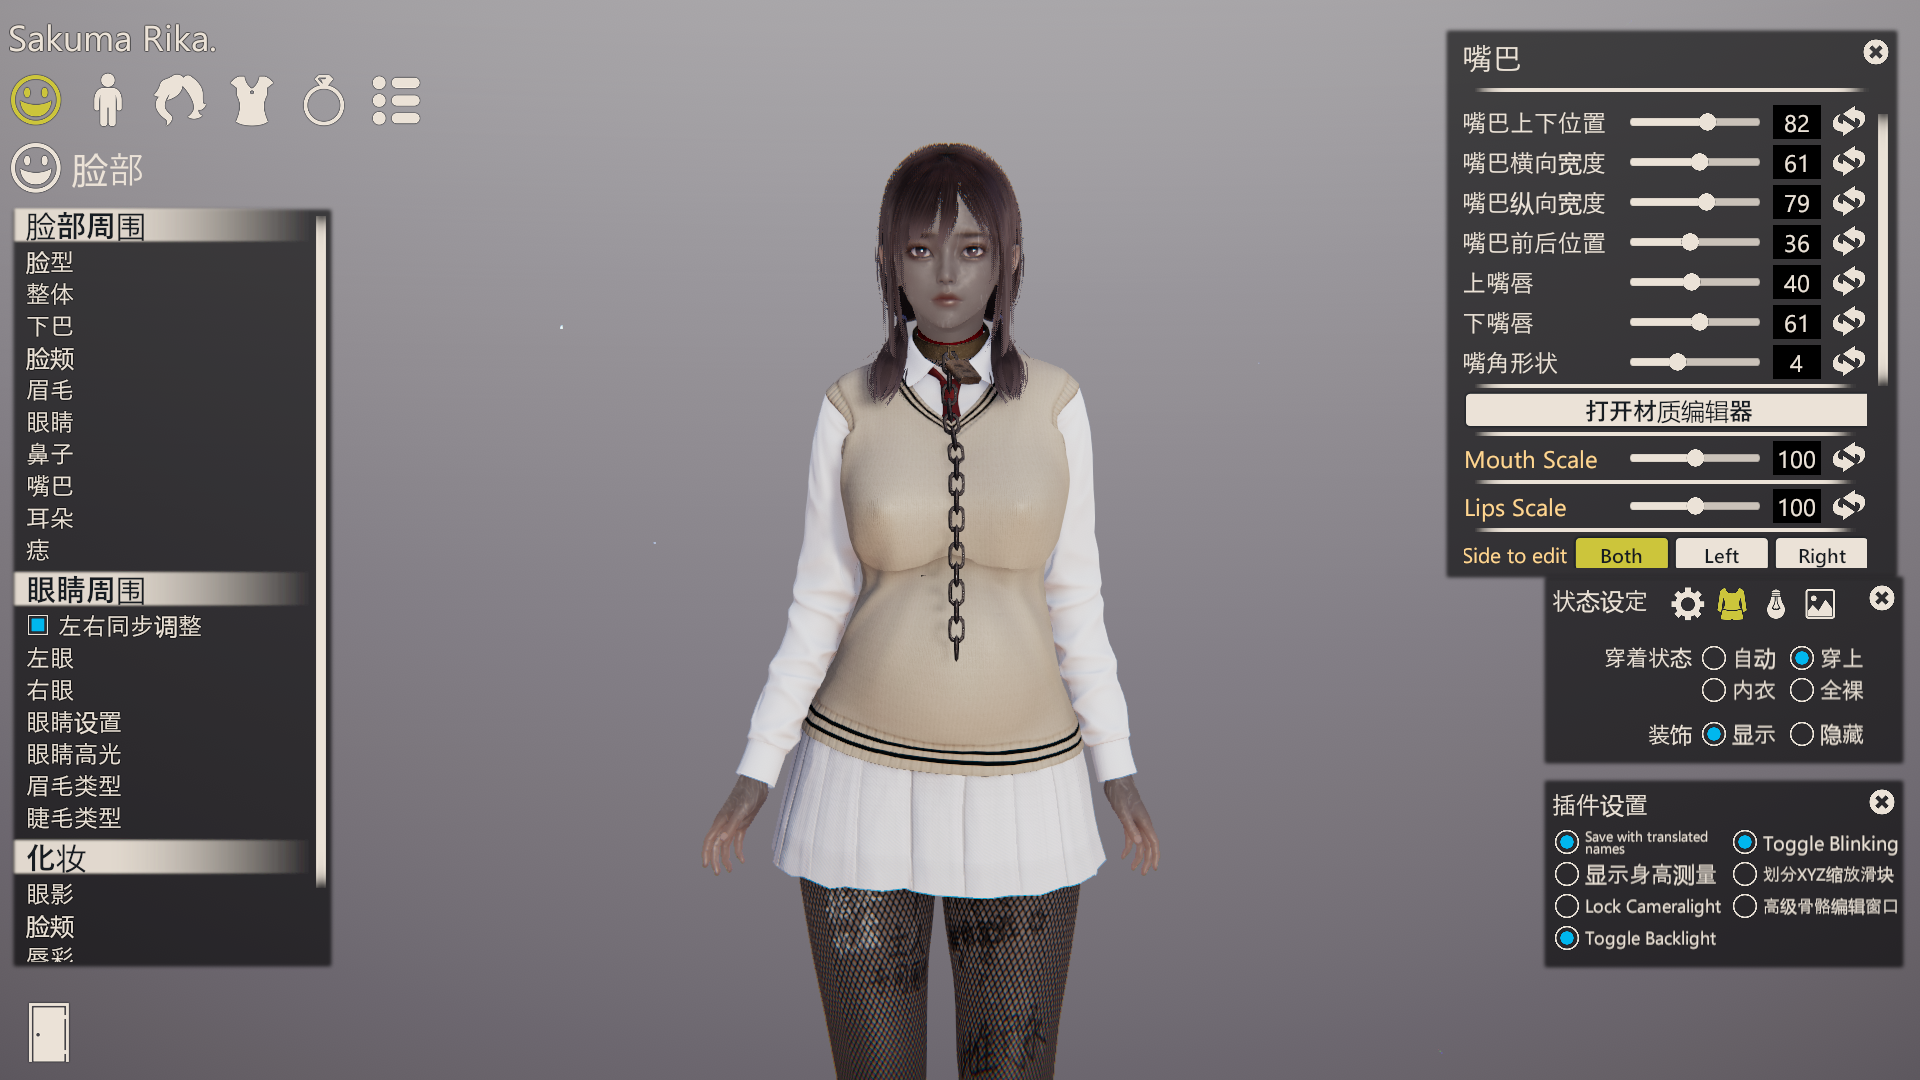 Sakuma Rika.
脸部
脸部周围
脸型
整体
下巴
脸颊
眉毛
眼睛
鼻子
嘴巴
耳朵
痣
眼睛周围
左右同步调整
左眼
右眼
眼睛设置
眼睛高光
眉毛类型
睫毛类型
化妆
眼影
脸颊
唇彩
嘴巴
嘴巴上下位置 82
嘴巴横向宽度 61
嘴巴纵向宽度 79
嘴巴前后位置 36
上嘴唇 40
下嘴唇 61
嘴角形状 4
打开材质编辑器
Mouth Scale 100
Lips Scale 100
Side to edit Both Left Right
状态设定
穿着状态 自动 穿上
内衣 全裸
装饰 显示 隐藏
插件设置
Save with translated names Toggle Blinking
显示身高测量 划分XYZ缩放滑块
Lock Cameralight 高级骨骼编辑窗口
Toggle Backlight